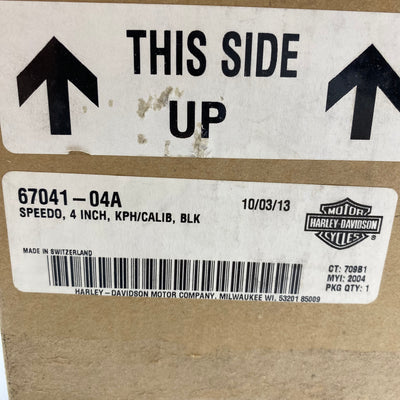 THIS SIDE
UP
67041-04A
10/03/13
SPEEDO, 4 INCH, KPH/CALIB, BLK
MOTOR
HARLEY-DAVIDSON
CYCLES
®
MADE IN SWITZERLAND
CT: 709B1
MYI: 2004
PKG QTY: 1
HARLEY-DAVIDSON MOTOR COMPANY, MILWAUKEE WI, 53201 85009